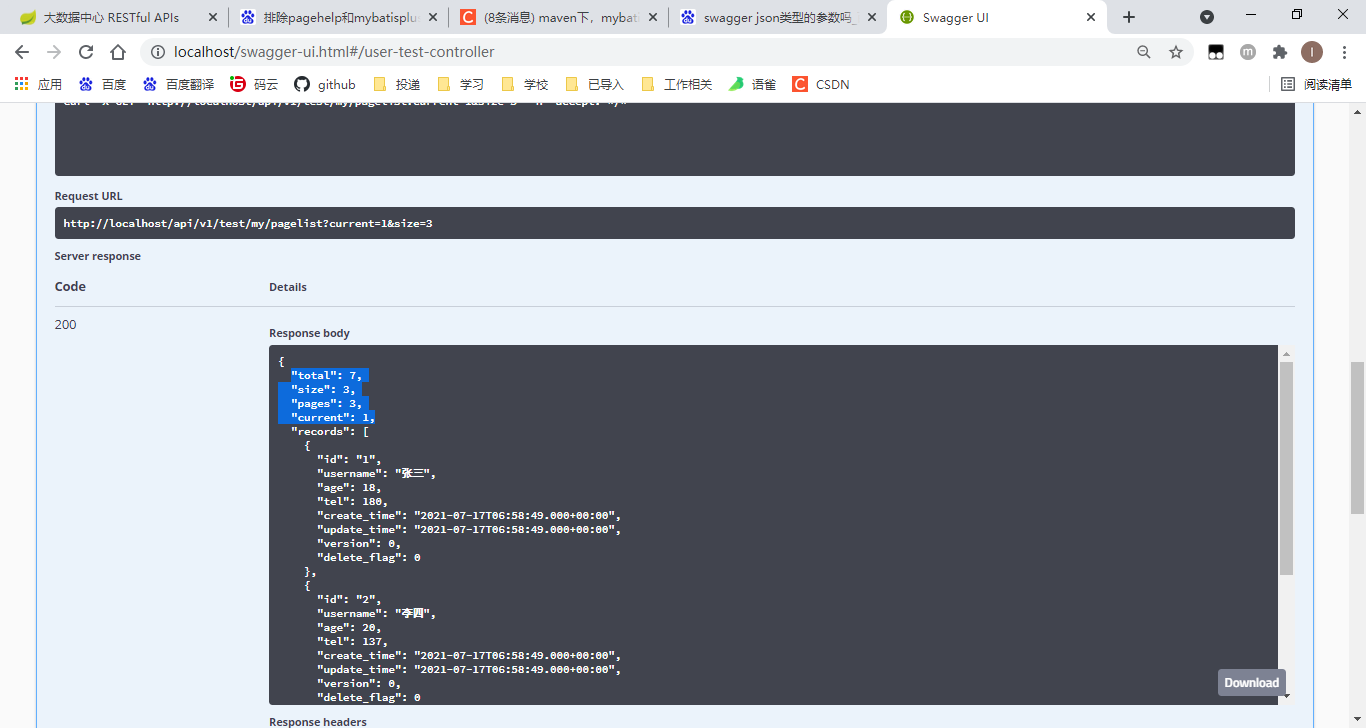 大数据中心 RESTful APIs
排除pagehelp和mybatisplu
(8条消息) maven下，mybat
swagger json类型的参数吗_
Swagger UI
localhost/swagger-ui.html#/user-test-controller
I
应用
百度
百度翻译
码云
github
投递
学习
学校
已导入
工作相关
语雀
CSDN
阅读清单
Request URL
http://localhost/api/v1/test/my/pagelist?current=1&size=3
Server response
Code Details
200
Response body
{
"total": 7,
"size": 3,
"pages": 3,
"current": 1,
"records": [
{
"id": "1",
"username": "张三",
"age": 18,
"tel": 180,
"create_time": "2021-07-17T06:58:49.000+00:00",
"update_time": "2021-07-17T06:58:49.000+00:00",
"version": 0,
"delete_flag": 0
},
{
"id": "2",
"username": "李四",
"age": 20,
"tel": 137,
"create_time": "2021-07-17T06:58:49.000+00:00",
"update_time": "2021-07-17T06:58:49.000+00:00",
"version": 0,
"delete_flag": 0
Download
Response headers